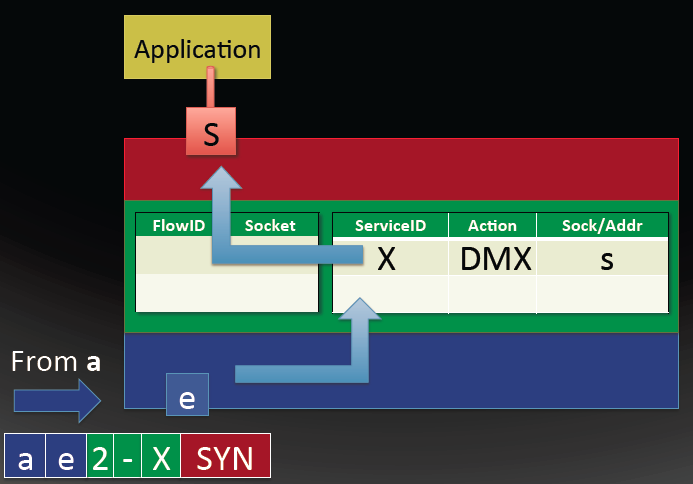 Application
S
FlowID Socket
ServiceID Action Sock/Addr
X DMX s
From a
e
a e 2 - X SYN